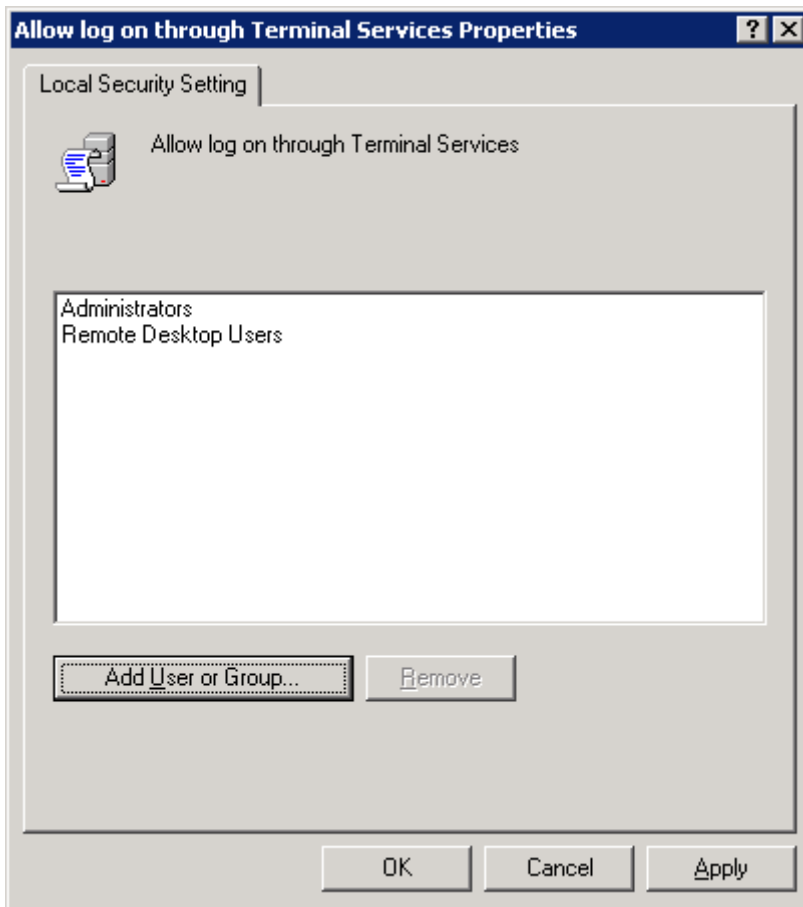 Allow log on through Terminal Services Properties
Local Security Setting
Allow log on through Terminal Services
Administrators
Remote Desktop Users
Add User or Group...
Remove
OK
Cancel
Apply